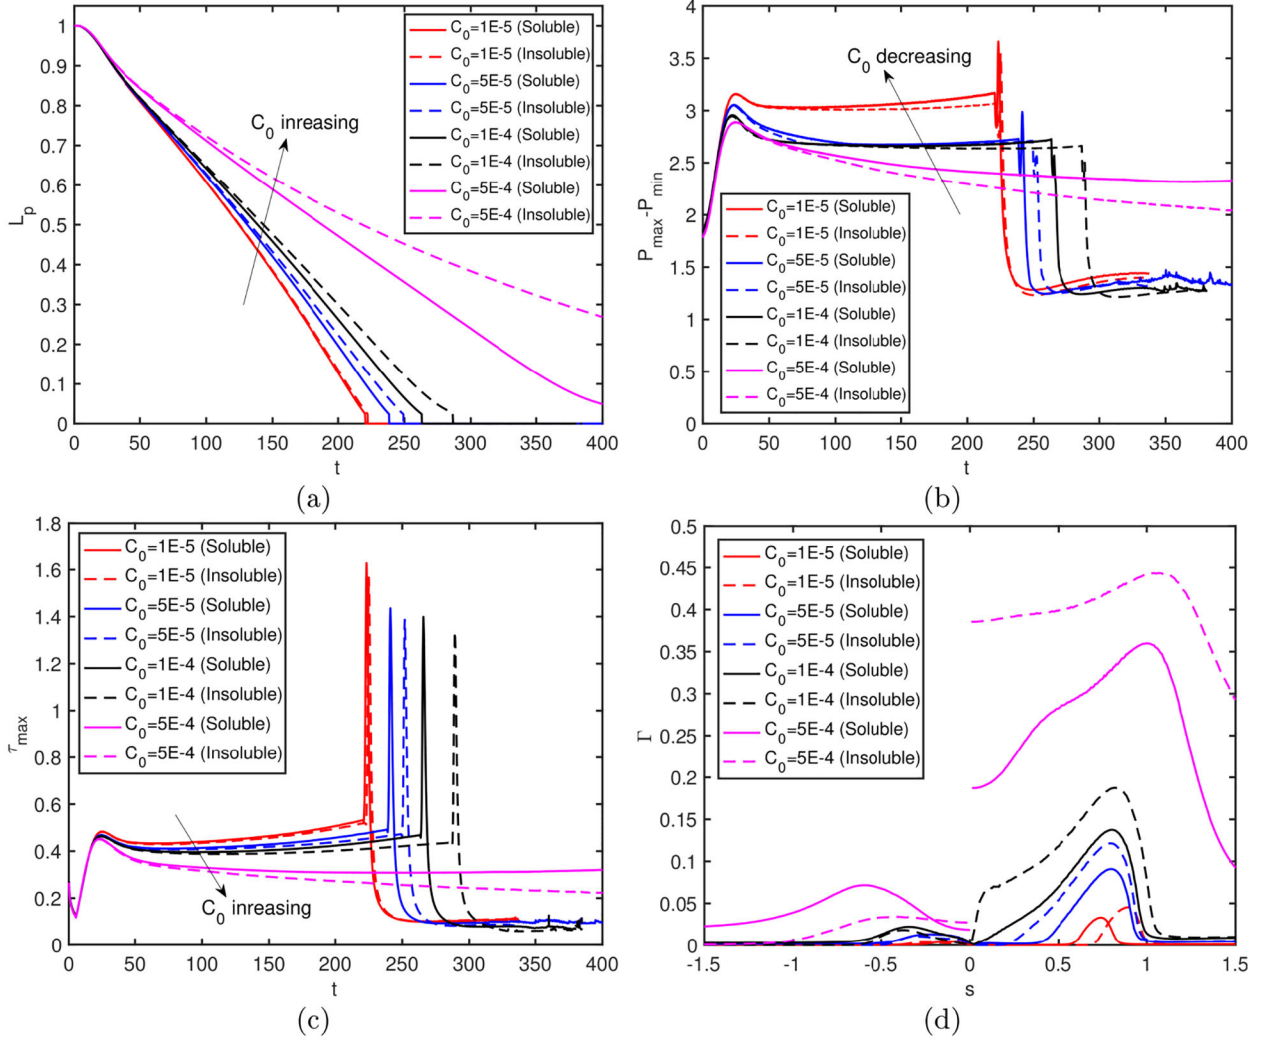 1
0.9
0.8
0.7
0.6
0.5
0.4
0.3
0.2
0.1
0
L_p
C_0=1E-5 (Soluble)
C_0=1E-5 (Insoluble)
C_0=5E-5 (Soluble)
C_0=5E-5 (Insoluble)
C_0=1E-4 (Soluble)
C_0=1E-4 (Insoluble)
C_0=5E-4 (Soluble)
C_0=5E-4 (Insoluble)
C_0 inreasing
0 50 100 150 200 250 300 350 400
t
(a)
4
3.5
3
2.5
2
1.5
1
0.5
0
P_max-P_min
C_0 decreasing
C_0=1E-5 (Soluble)
C_0=1E-5 (Insoluble)
C_0=5E-5 (Soluble)
C_0=5E-5 (Insoluble)
C_0=1E-4 (Soluble)
C_0=1E-4 (Insoluble)
C_0=5E-4 (Soluble)
C_0=5E-4 (Insoluble)
0 50 100 150 200 250 300 350 400
t
(b)
1.8
1.6
1.4
1.2
1
0.8
0.6
0.4
0.2
0
τ_max
C_0=1E-5 (Soluble)
C_0=1E-5 (Insoluble)
C_0=5E-5 (Soluble)
C_0=5E-5 (Insoluble)
C_0=1E-4 (Soluble)
C_0=1E-4 (Insoluble)
C_0=5E-4 (Soluble)
C_0=5E-4 (Insoluble)
C_0 inreasing
0 50 100 150 200 250 300 350 400
t
(c)
0.5
0.45
0.4
0.35
0.3
0.25
0.2
0.15
0.1
0.05
0
Γ
C_0=1E-5 (Soluble)
C_0=1E-5 (Insoluble)
C_0=5E-5 (Soluble)
C_0=5E-5 (Insoluble)
C_0=1E-4 (Soluble)
C_0=1E-4 (Insoluble)
C_0=5E-4 (Soluble)
C_0=5E-4 (Insoluble)
-1.5 -1 -0.5 0 0.5 1 1.5
s
(d)